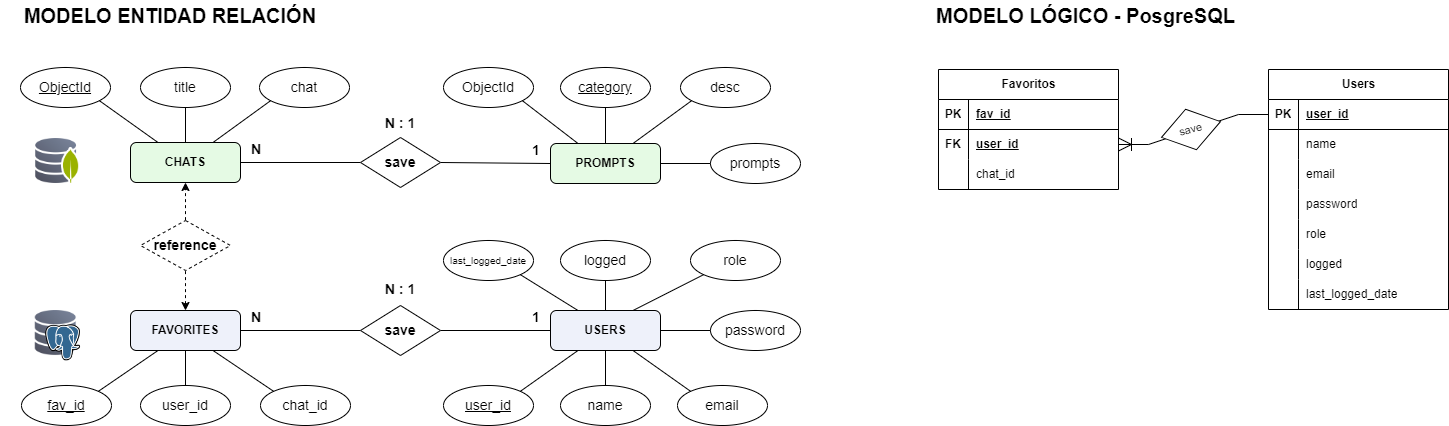 MODELO ENTIDAD RELACIÓN
ObjectId
title
chat
ObjectId
category
desc
N : 1
CHATS
N
save
1
PROMPTS
prompts
reference
last_logged_date
logged
role
N : 1
FAVORITES
N
save
1
USERS
password
fav_id
user_id
chat_id
user_id
name
email
MODELO LÓGICO - PosgreSQL
Favoritos
PK fav_id
FK user_id
chat_id
save
Users
PK user_id
name
email
password
role
logged
last_logged_date